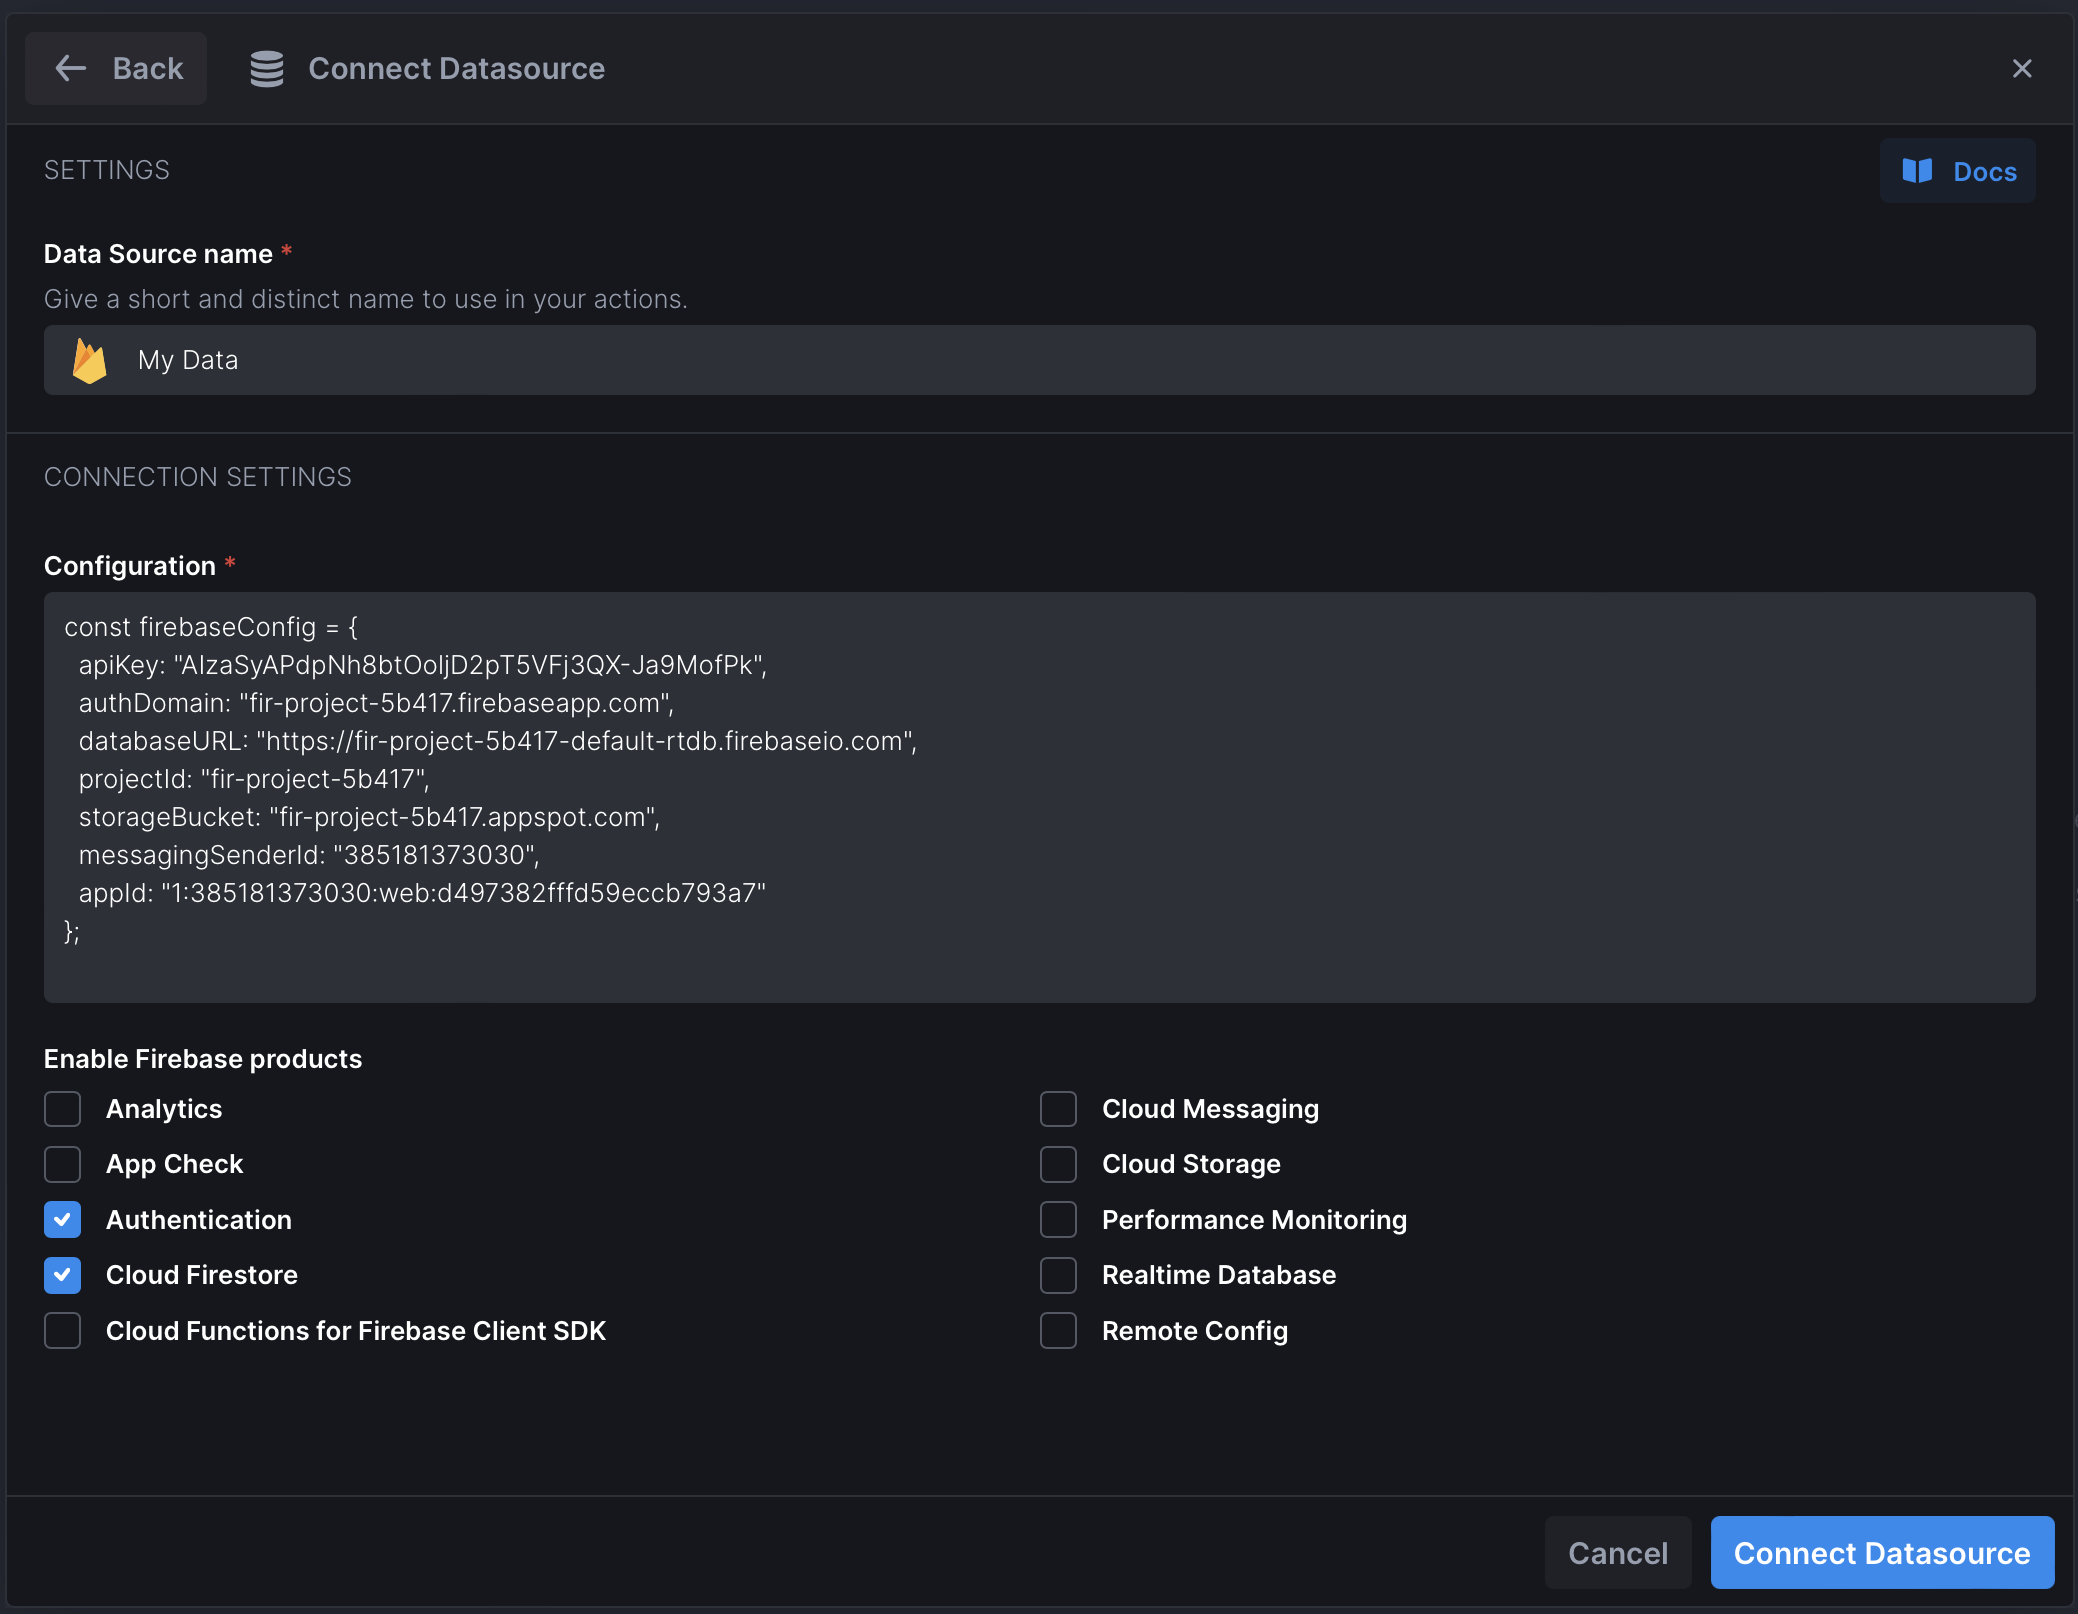 Back
Connect Datasource
SETTINGS
Docs
Data Source name *
Give a short and distinct name to use in your actions.
My Data
CONNECTION SETTINGS
Configuration *
const firebaseConfig = {
apiKey: "AIzaSyAPdpNh8btOoIjD2pT5VFj3QX-Ja9MofPk",
authDomain: "fir-project-5b417.firebaseapp.com",
databaseURL: "https://fir-project-5b417-default-rtdb.firebaseio.com",
projectId: "fir-project-5b417",
storageBucket: "fir-project-5b417.appspot.com",
messagingSenderId: "385181373030",
appId: "1:385181373030:web:d497382fffd59eccb793a7"
};
Enable Firebase products
Analytics
App Check
Authentication
Cloud Firestore
Cloud Functions for Firebase Client SDK
Cloud Messaging
Cloud Storage
Performance Monitoring
Realtime Database
Remote Config
Cancel
Connect Datasource